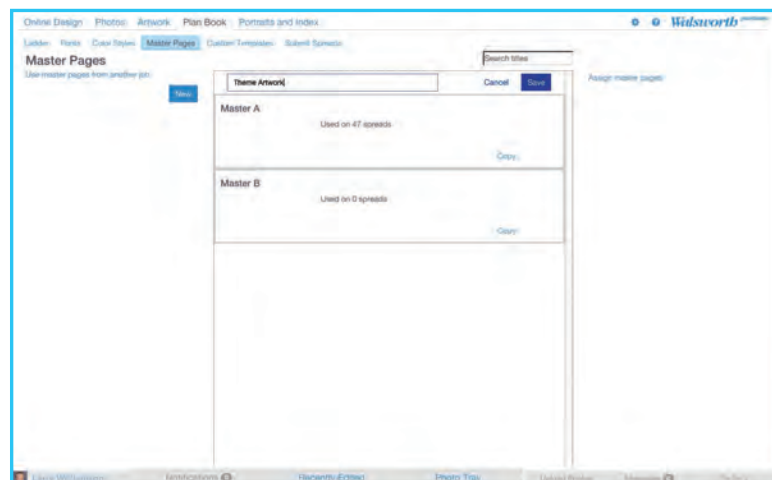 Online Design Photos Artwork Plan Book Portraits and Index Walsworth
Ladder Fonts Color Styles Master Pages Custom Templates Submit Spreads
Master Pages
Search titles
Use master pages from another job
New
Theme Artwork
Cancel Save
Assign master pages
Master A
Used on 47 spreads
Copy
Master B
Used on 0 spreads
Copy
Notifications Recently Edited Photo Tray